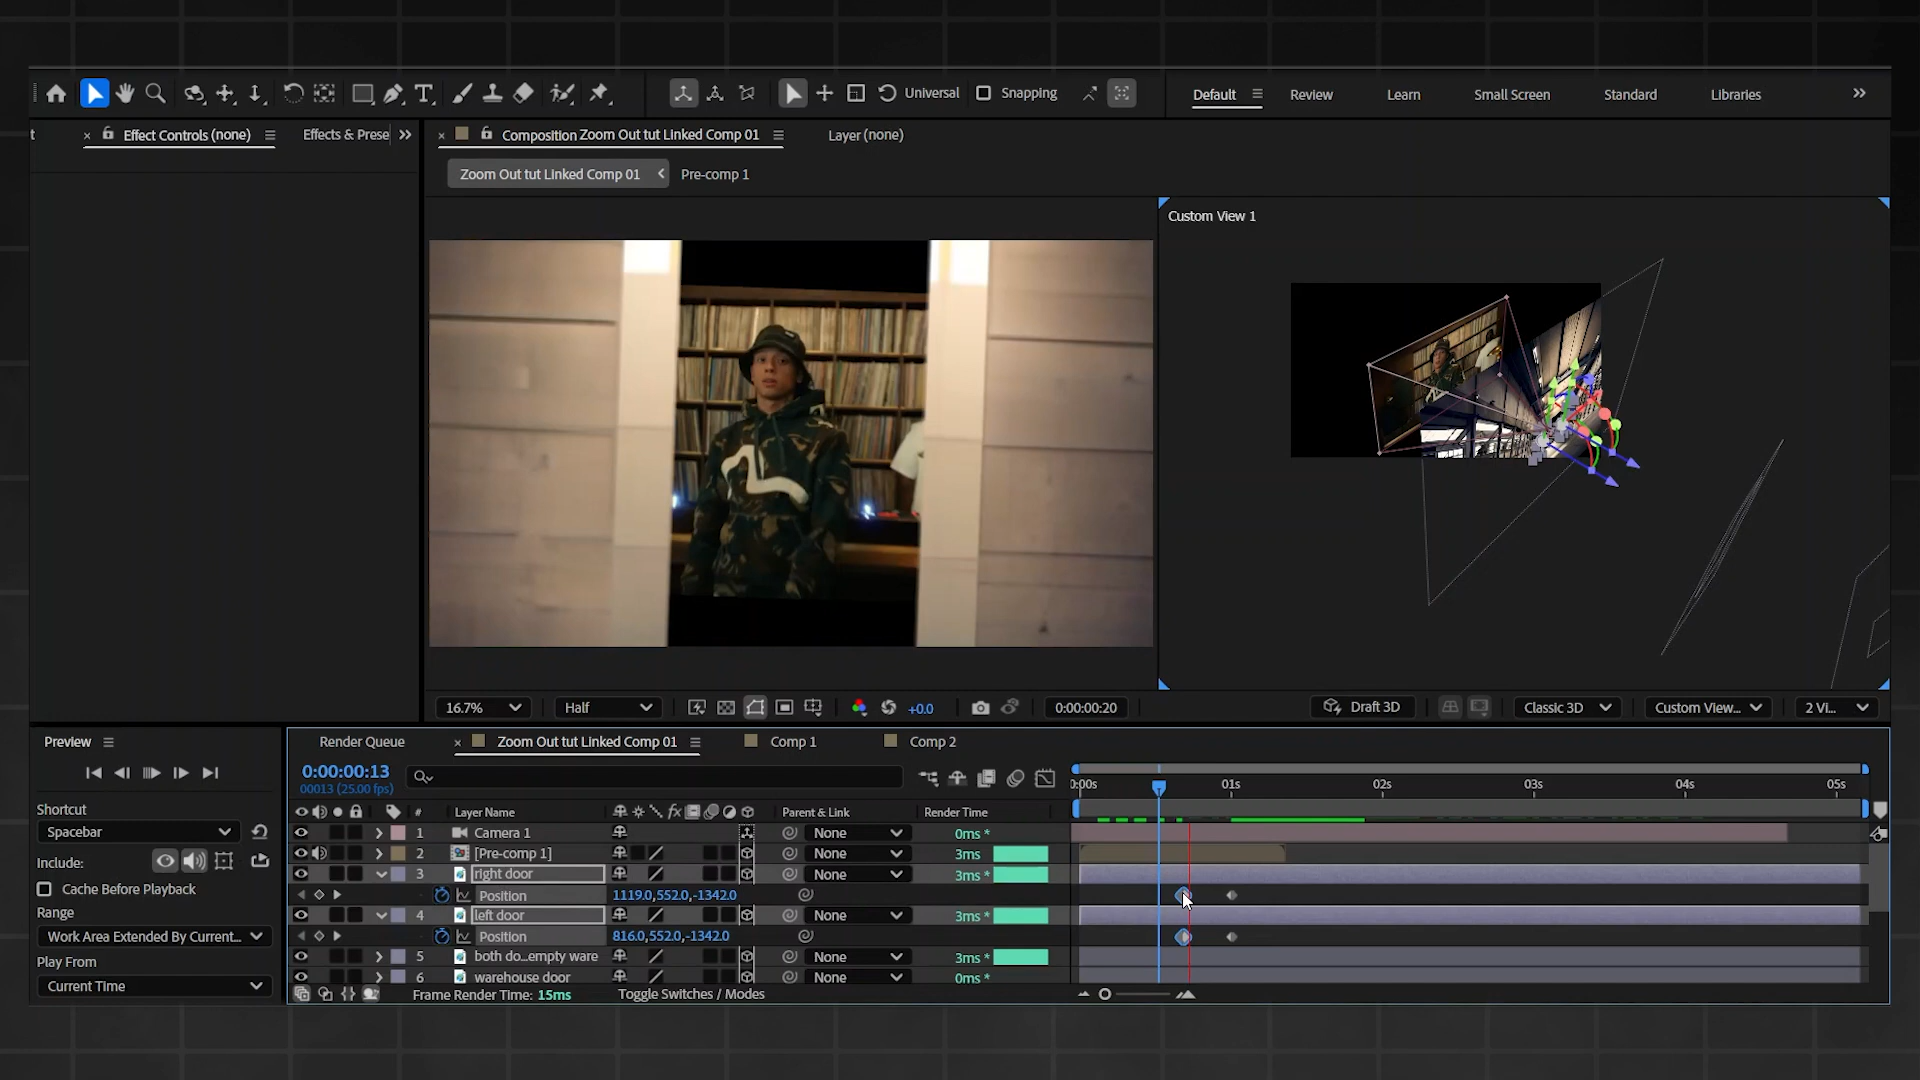 Universal
Snapping
Default
Review
Learn
Small Screen
Standard
Libraries
t
Effect Controls (none)
Effects & Prese
Composition Zoom Out tut Linked Comp 01
Layer (none)
Zoom Out tut Linked Comp 01
Pre-comp 1
Custom View 1
16.7%
Half
+0.0
0:00:00:20
Draft 3D
Classic 3D
Custom View...
2 Vi...
Preview
Render Queue
Zoom Out tut Linked Comp 01
Comp 1
Comp 2
0:00:00:13
00013 (25.00 fps)
Shortcut
Spacebar
Include:
Cache Before Playback
Range
Work Area Extended By Current...
Play From
Current Time
0:00s
01s
02s
03s
04s
05s
#
Layer Name
fx
Parent & Link
Render Time
1
Camera 1
None
0ms *
2
[Pre-comp 1]
None
3ms
3
right door
None
3ms *
Position
1119.0,552.0,-1342.0
4
left door
None
3ms *
Position
816.0,552.0,-1342.0
5
both do...empty ware
None
3ms *
6
warehouse door
None
0ms *
Frame Render Time: 15ms
Toggle Switches / Modes